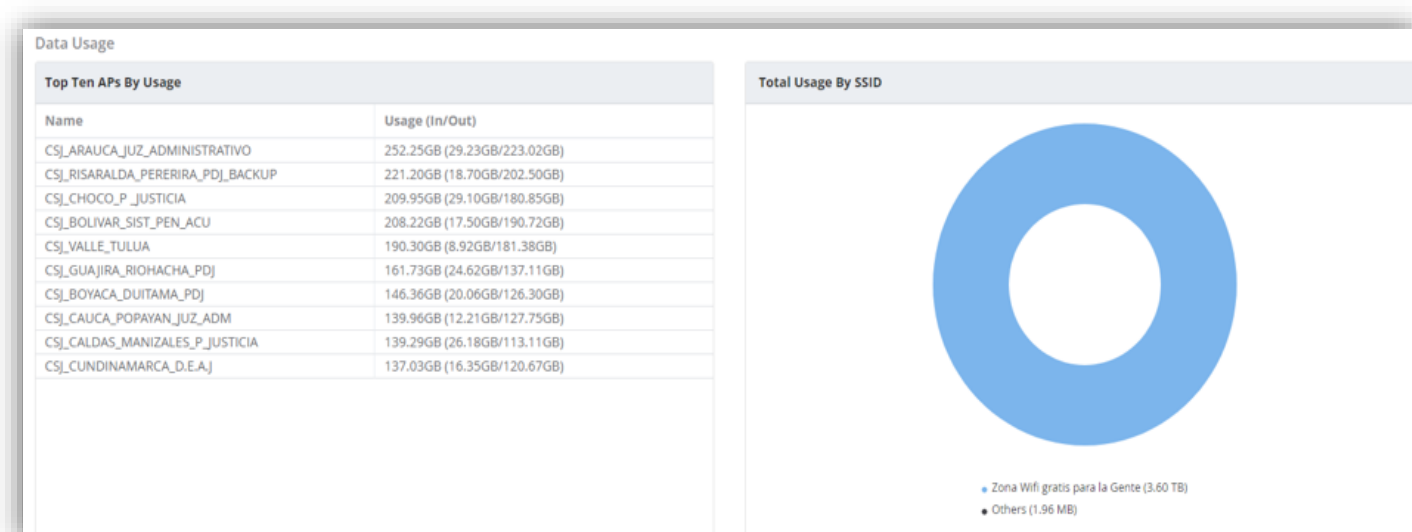 Data Usage
Top Ten APs By Usage
Name Usage (In/Out)
CSJ_ARAUCA_JUZ_ADMINISTRATIVO 252.25GB (29.23GB/223.02GB)
CSJ_RISARALDA_PERERIRA_PDJ_BACKUP 221.20GB (18.70GB/202.50GB)
CSJ_CHOCO_P _JUSTICIA 209.95GB (29.10GB/180.85GB)
CSJ_BOLIVAR_SIST_PEN_ACU 208.22GB (17.50GB/190.72GB)
CSJ_VALLE_TULUA 190.30GB (8.92GB/181.38GB)
CSJ_GUAJIRA_RIOHACHA_PDJ 161.73GB (24.62GB/137.11GB)
CSJ_BOYACA_DUITAMA_PDJ 146.36GB (20.06GB/126.30GB)
CSJ_CAUCA_POPAYAN_JUZ_ADM 139.96GB (12.21GB/127.75GB)
CSJ_CALDAS_MANIZALES_P_JUSTICIA 139.29GB (26.18GB/113.11GB)
CSJ_CUNDINAMARCA_D.E.A.J 137.03GB (16.35GB/120.67GB)
Total Usage By SSID
Zona Wifi gratis para la Gente (3.60 TB)
Others (1.96 MB)